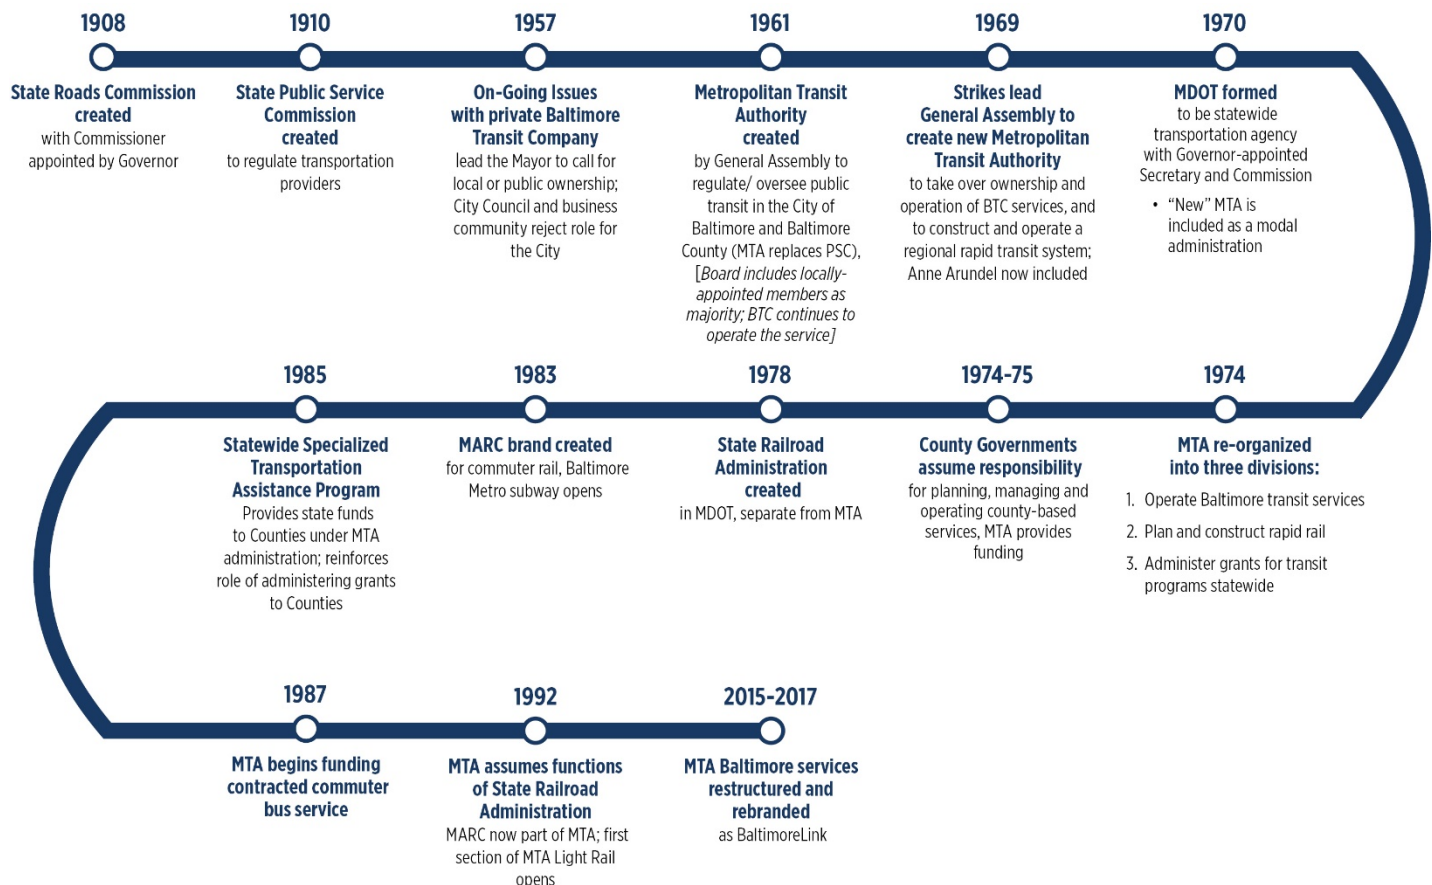 1908
State Roads Commission
created
with Commissioner
appointed by Governor
1910
State Public Service
Commission
created
to regulate transportation
providers
1957
On-Going Issues
with private Baltimore
Transit Company
lead the Mayor to call for
local or public ownership;
City Council and business
community reject role for
the City
1961
Metropolitan Transit
Authority
created
by General Assembly to
regulate/ oversee public
transit in the City of
Baltimore and Baltimore
County (MTA replaces PSC),
[Board includes locally-
appointed members as
majority; BTC continues to
operate the service]
1969
Strikes lead
General Assembly to
create new Metropolitan
Transit Authority
to take over ownership and
operation of BTC services, and
to construct and operate a
regional rapid transit system;
Anne Arundel now included
1970
MDOT formed
to be statewide
transportation agency
with Governor-appointed
Secretary and Commission
• “New” MTA is
included as a modal
administration
1974
MTA re-organized
into three divisions:
1. Operate Baltimore transit services
2. Plan and construct rapid rail
3. Administer grants for transit
programs statewide
1974-75
County Governments
assume responsibility
for planning, managing and
operating county-based
services, MTA provides
funding
1978
State Railroad
Administration
created
in MDOT, separate from MTA
1983
MARC brand created
for commuter rail, Baltimore
Metro subway opens
1985
Statewide Specialized
Transportation
Assistance Program
Provides state funds
to Counties under MTA
administration; reinforces
role of administering grants
to Counties
1987
MTA begins funding
contracted commuter
bus service
1992
MTA assumes functions
of State Railroad
Administration
MARC now part of MTA; first
section of MTA Light Rail
opens
2015-2017
MTA Baltimore services
restructured and
rebranded
as BaltimoreLink